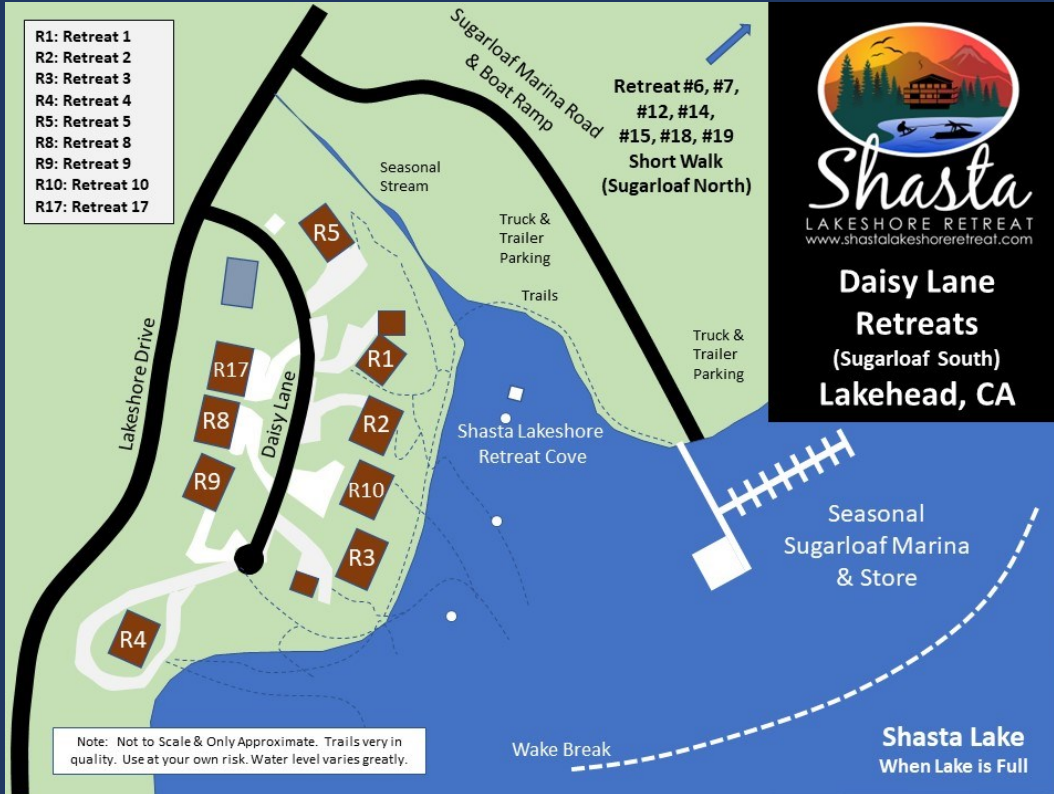 R1: Retreat 1
R2: Retreat 2
R3: Retreat 3
R4: Retreat 4
R5: Retreat 5
R8: Retreat 8
R9: Retreat 9
R10: Retreat 10
R17: Retreat 17
Sugarloaf Marina Road
& Boat Ramp
Retreat #6, #7,
#12, #14,
#15, #18, #19
Short Walk
(Sugarloaf North)
Shasta
LAKESHORE RETREAT
www.shastalakeshoreretreat.com
Daisy Lane
Retreats
(Sugarloaf South)
Lakehead, CA
Seasonal
Stream
Truck &
Trailer
Parking
Trails
Truck &
Trailer
Parking
Lakeshore Drive
Daisy Lane
R5
R1
R17
R8
R2
R9
R10
R3
R4
Shasta Lakeshore
Retreat Cove
Seasonal
Sugarloaf Marina
& Store
Wake Break
Shasta Lake
When Lake is Full
Note: Not to Scale & Only Approximate. Trails very in
quality. Use at your own risk. Water level varies greatly.